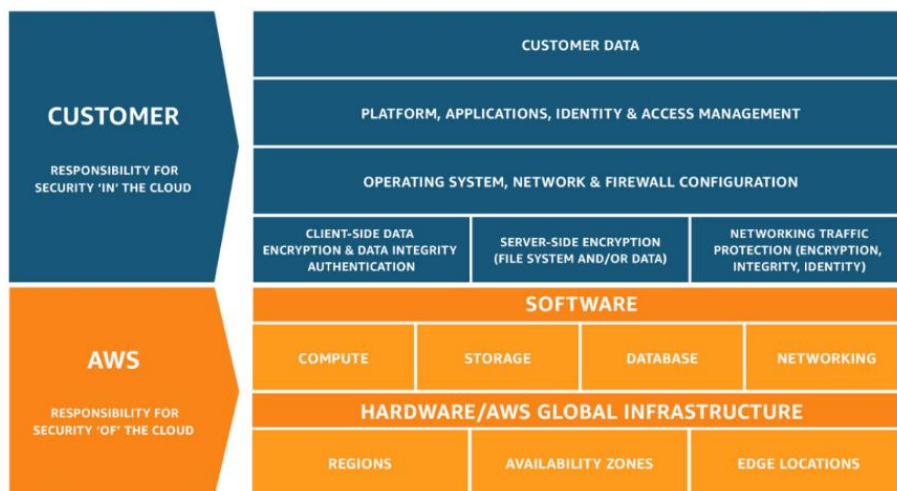 CUSTOMER
RESPONSIBILITY FOR
SECURITY ‘IN’ THE CLOUD
CUSTOMER DATA
PLATFORM, APPLICATIONS, IDENTITY & ACCESS MANAGEMENT
OPERATING SYSTEM, NETWORK & FIREWALL CONFIGURATION
CLIENT-SIDE DATA
ENCRYPTION & DATA INTEGRITY
AUTHENTICATION
SERVER-SIDE ENCRYPTION
(FILE SYSTEM AND/OR DATA)
NETWORKING TRAFFIC
PROTECTION (ENCRYPTION,
INTEGRITY, IDENTITY)
AWS
RESPONSIBILITY FOR
SECURITY ‘OF’ THE CLOUD
SOFTWARE
COMPUTE
STORAGE
DATABASE
NETWORKING
HARDWARE/AWS GLOBAL INFRASTRUCTURE
REGIONS
AVAILABILITY ZONES
EDGE LOCATIONS